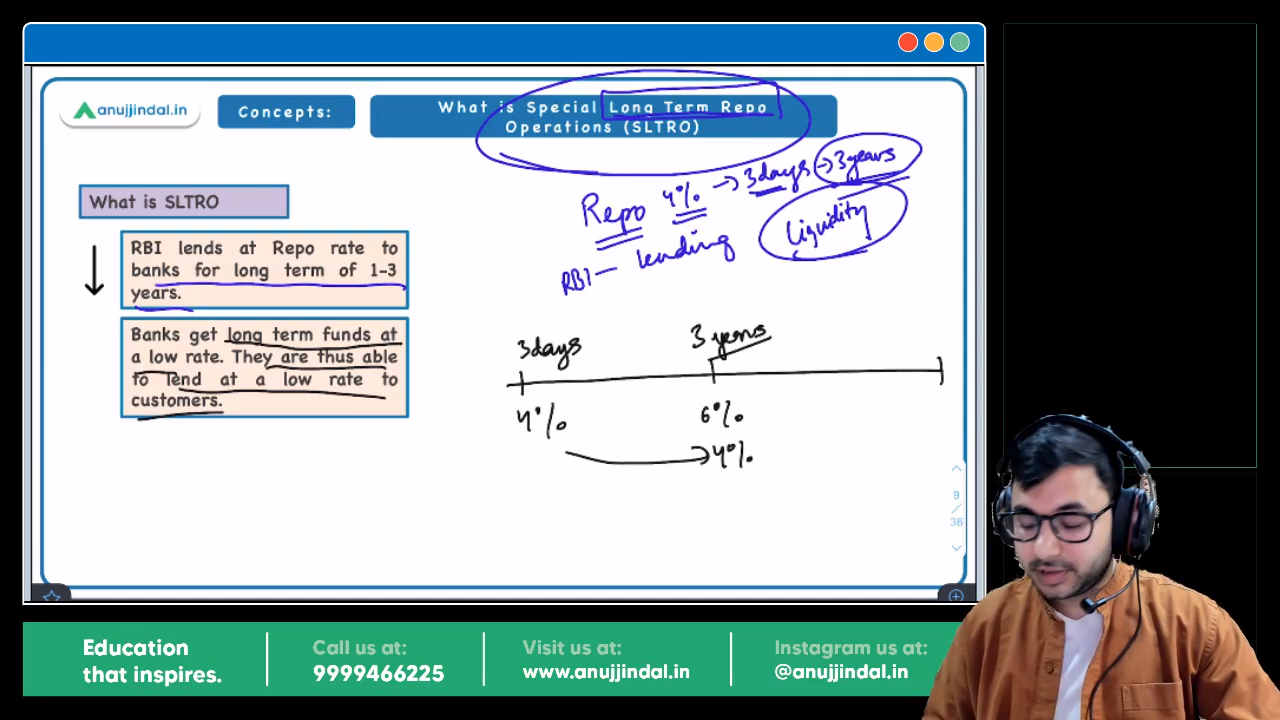 anujjindal.in
Concepts:
What is Special Long Term Repo
Operations (SLTRO)
Repo 4% → 3days → 3years
RBI – lending
liquidity
What is SLTRO
RBI lends at Repo rate to
banks for long term of 1-3
years.
Banks get long term funds at
a low rate. They are thus able
to lend at a low rate to
customers.
3days
3 years
4%
6%
4%
9
/
36
Education
that inspires.
Call us at:
9999466225
Visit us at:
www.anujjindal.in
Instagram us at:
@anujjindal.in